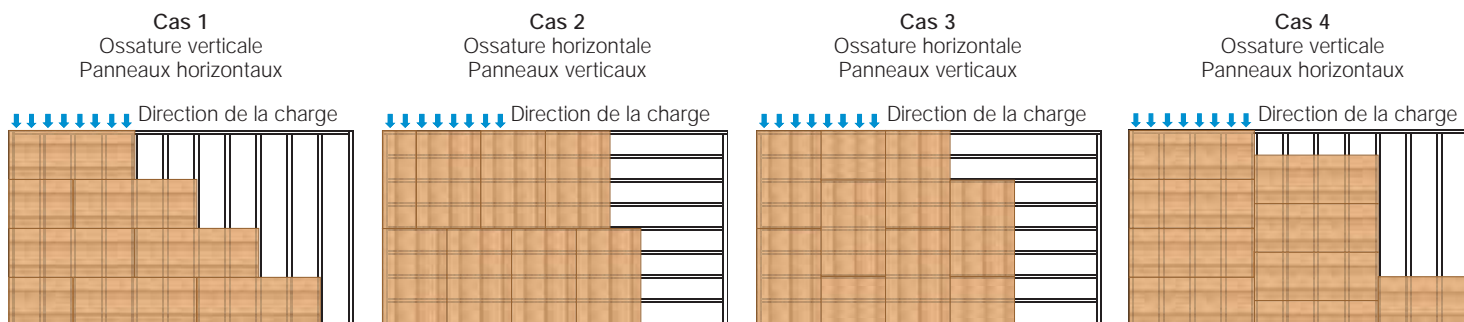 Cas 1
Ossature verticale
Panneaux horizontaux
Direction de la charge
Cas 2
Ossature horizontale
Panneaux verticaux
Direction de la charge
Cas 3
Ossature horizontale
Panneaux verticaux
Direction de la charge
Cas 4
Ossature verticale
Panneaux horizontaux
Direction de la charge